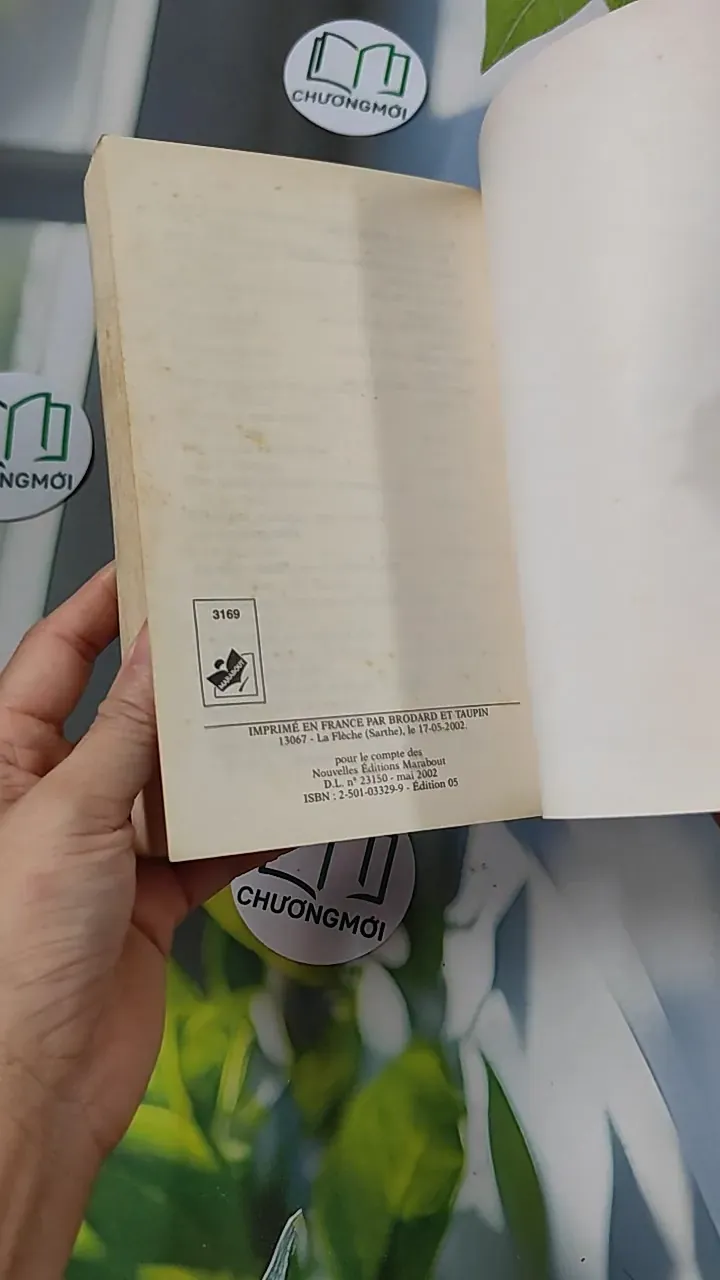 CHƯƠNGMỚI
NGMỚI
3169
MARABOUT
IMPRIMÉ EN FRANCE PAR BRODARD ET TAUPIN
13067 - La Flèche (Sarthe), le 17-05-2002.
pour le compte des
Nouvelles Éditions Marabout
D.L. n° 23150 - mai 2002
ISBN : 2-501-03329-9 - Édition 05
CHƯƠNGMỚI